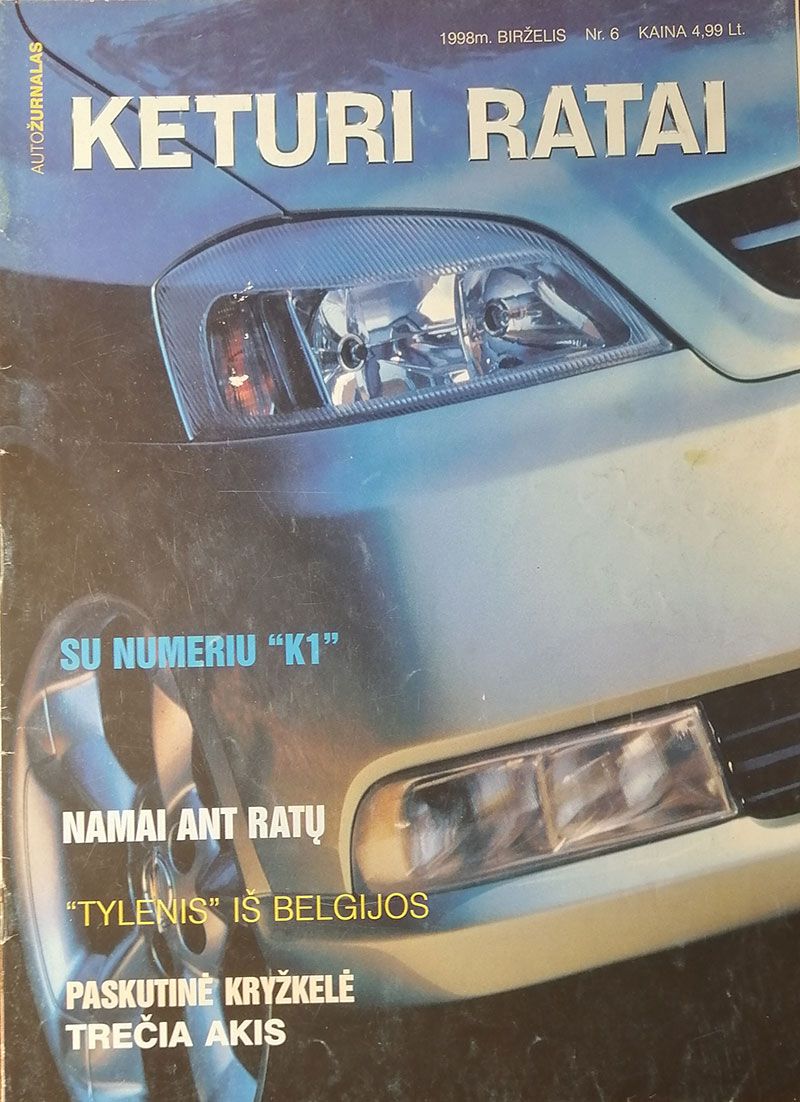 1998m. BIRŽELIS Nr. 6 KAINA 4,99 Lt.
AUTOŽURNALAS
KETURI RATAI
SU NUMERIU “K1”
NAMAI ANT RATŲ
“TYLENIS” IŠ BELGIJOS
PASKUTINĖ KRYŽKELĖ
TREČIA AKIS